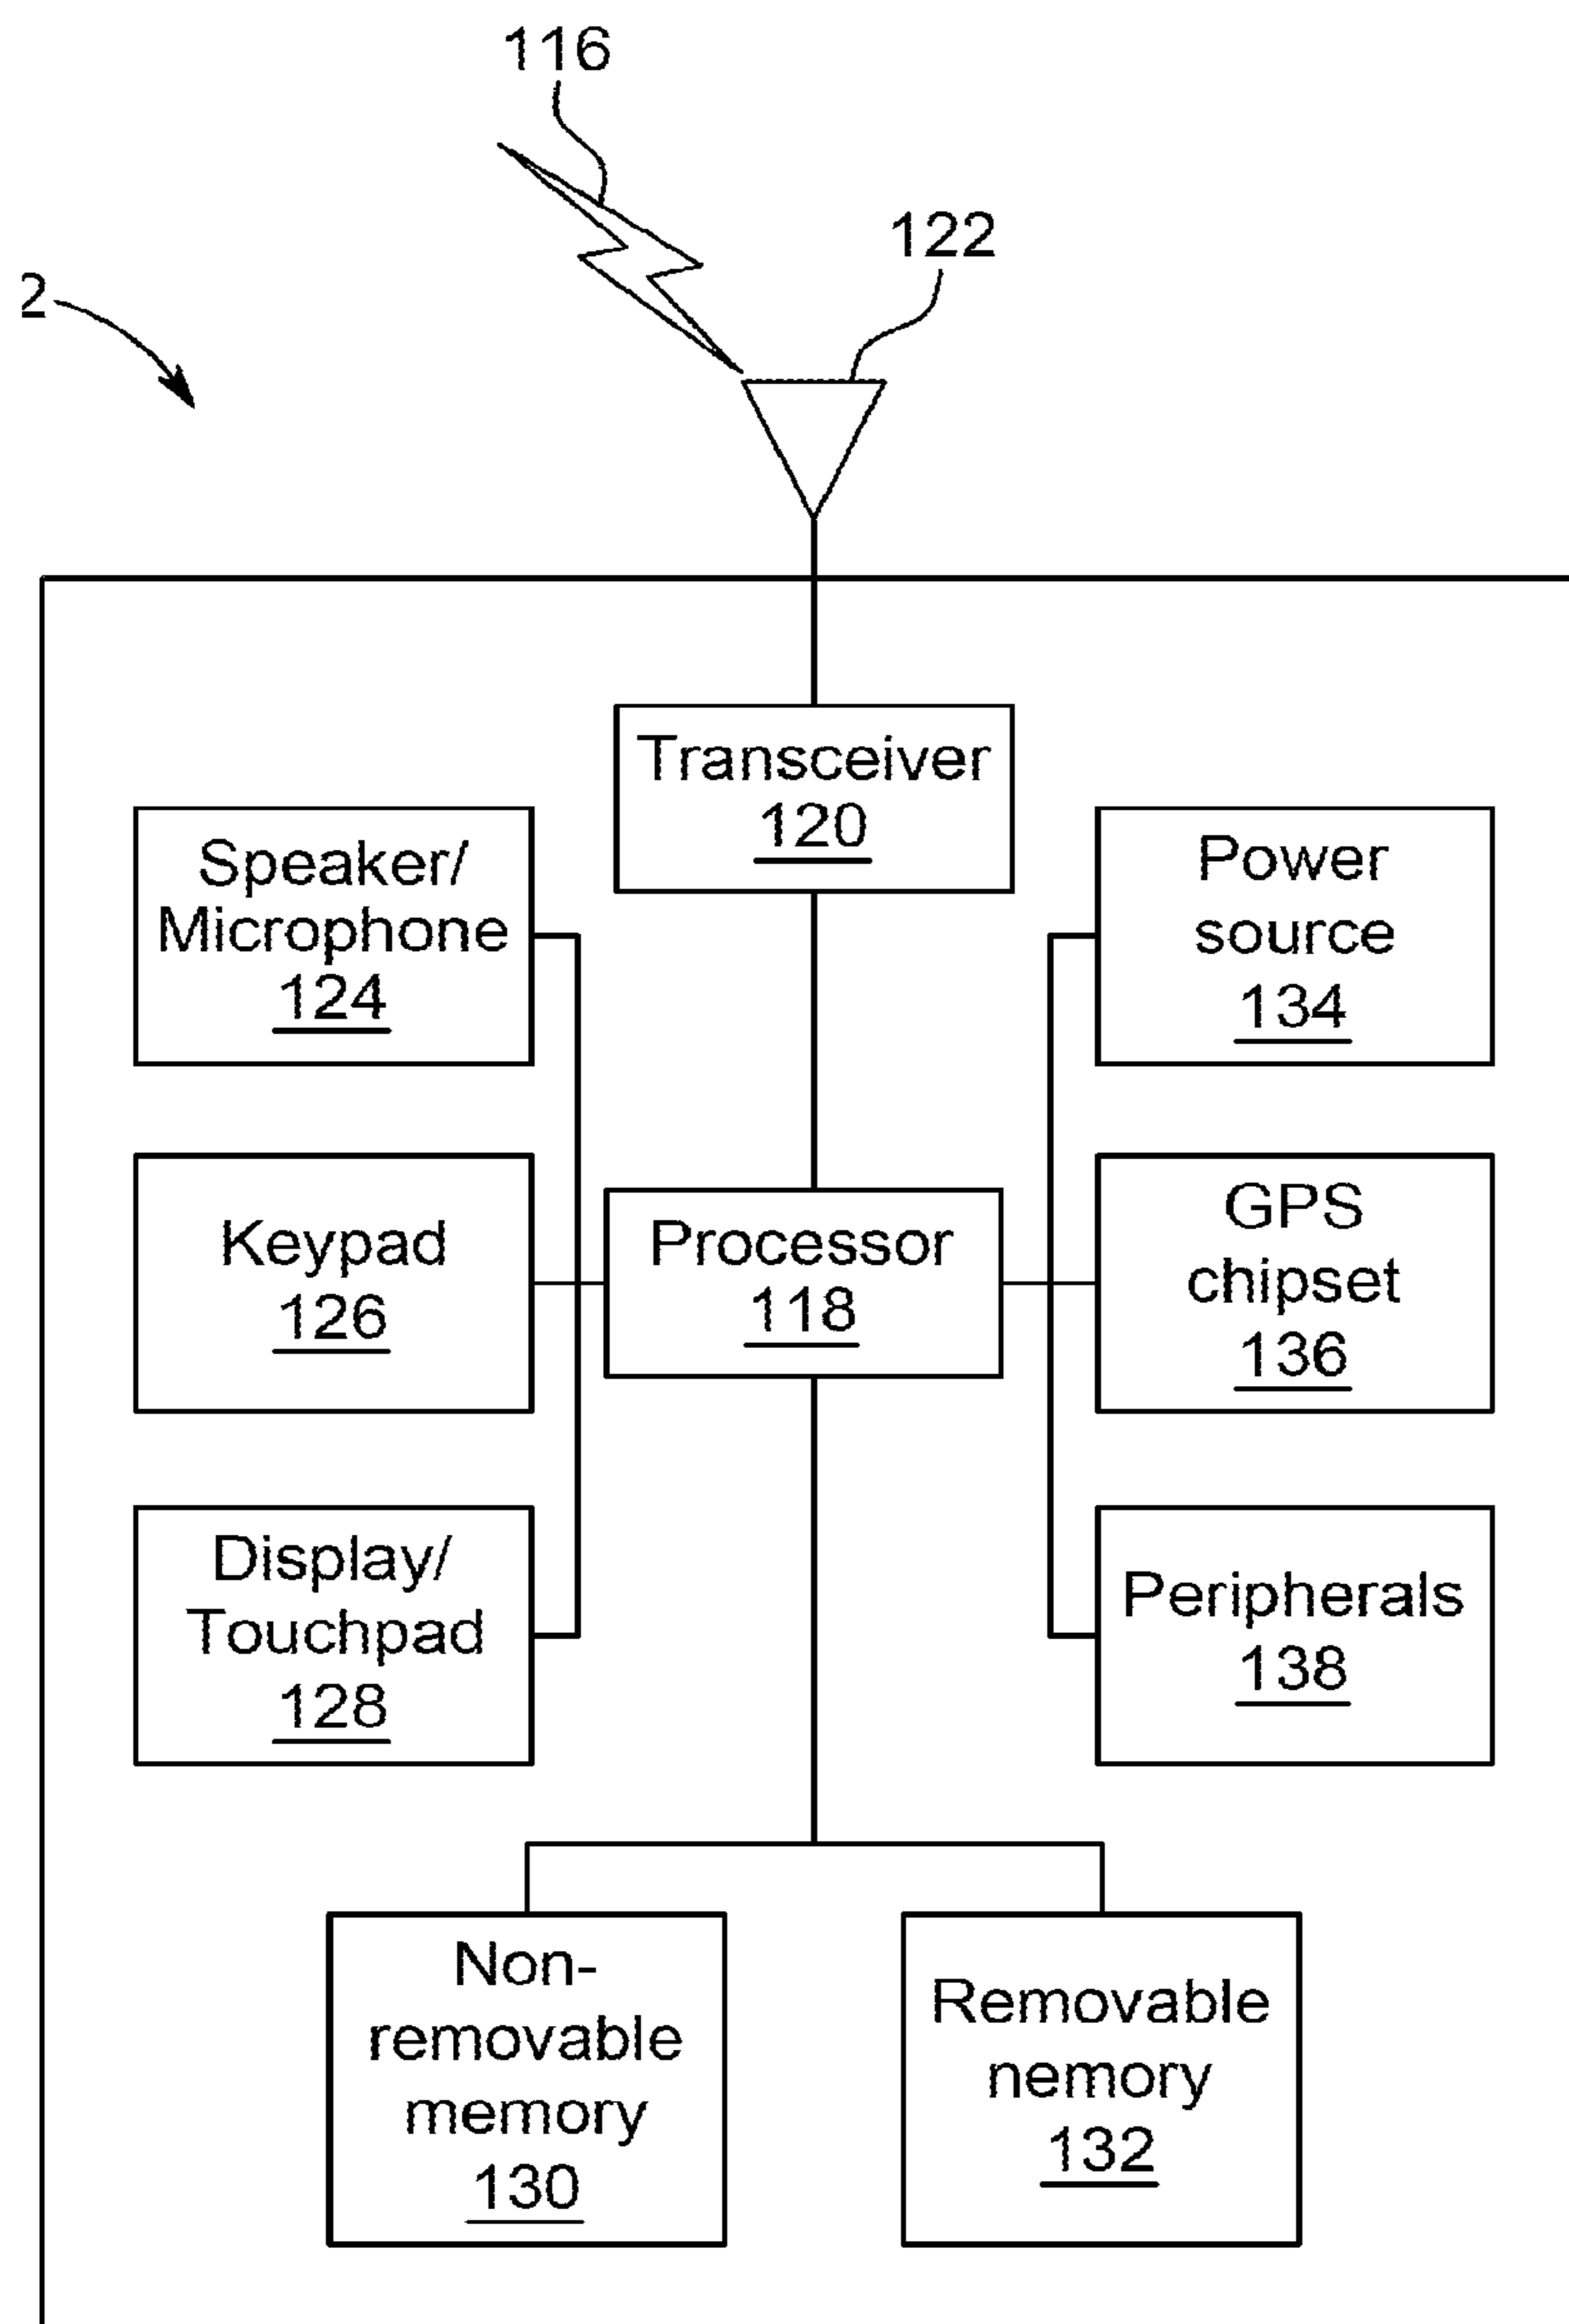 116
122
2
Transceiver
120
Speaker/
Microphone
124
Power
source
134
Keypad
126
Processor
118
GPS
chipset
136
Display/
Touchpad
128
Peripherals
138
Non-
removable
memory
130
Removable
nemory
132